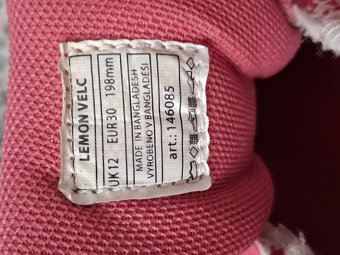 LEMON VELC
UK12 EUR30 198mm
MADE IN BANGLADESH
VYROBENO V BANGLADÉŠI
art.: 146085